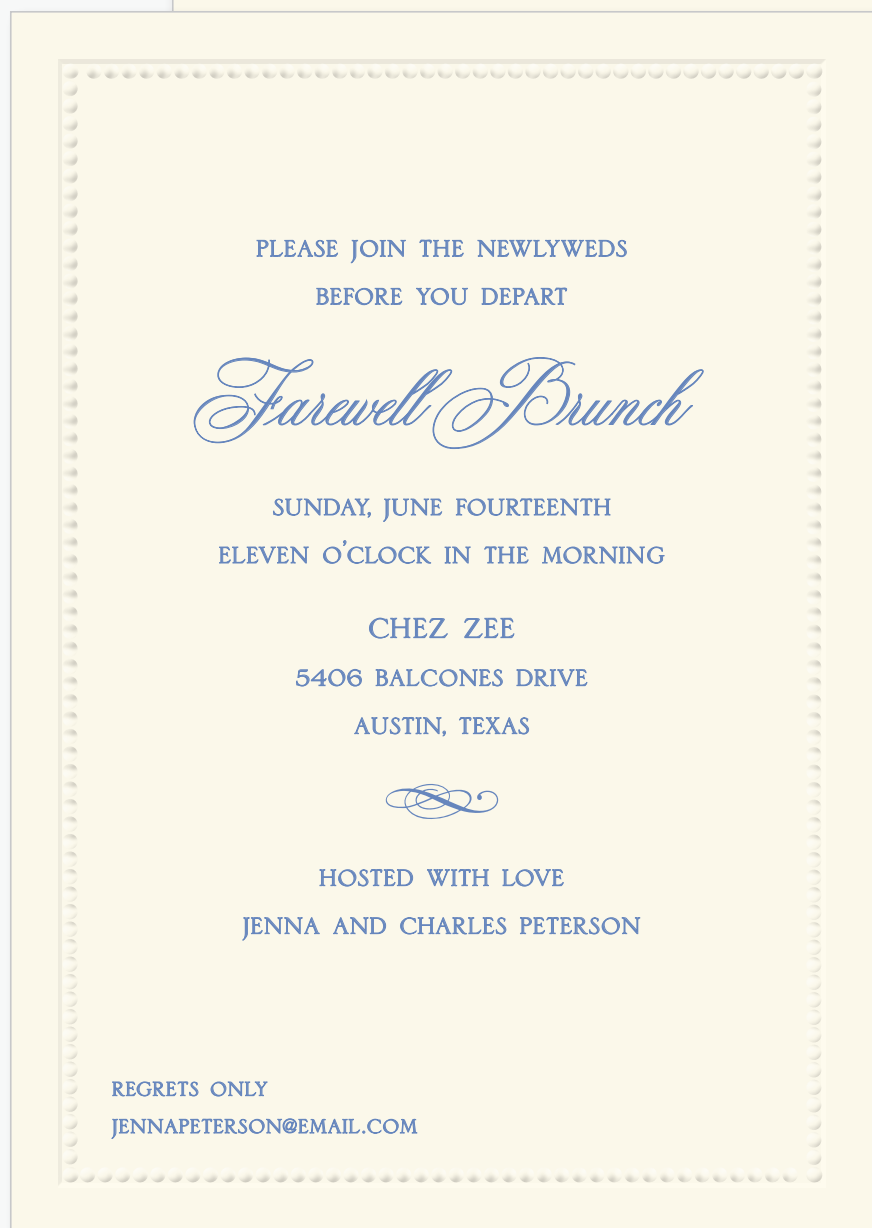 PLEASE JOIN THE NEWLYWEDS
BEFORE YOU DEPART
Farewell Brunch
SUNDAY, JUNE FOURTEENTH
ELEVEN O'CLOCK IN THE MORNING
CHEZ ZEE
5406 BALCONES DRIVE
AUSTIN, TEXAS
HOSTED WITH LOVE
JENNA AND CHARLES PETERSON
REGRETS ONLY
JENNAPETERSON@EMAIL.COM